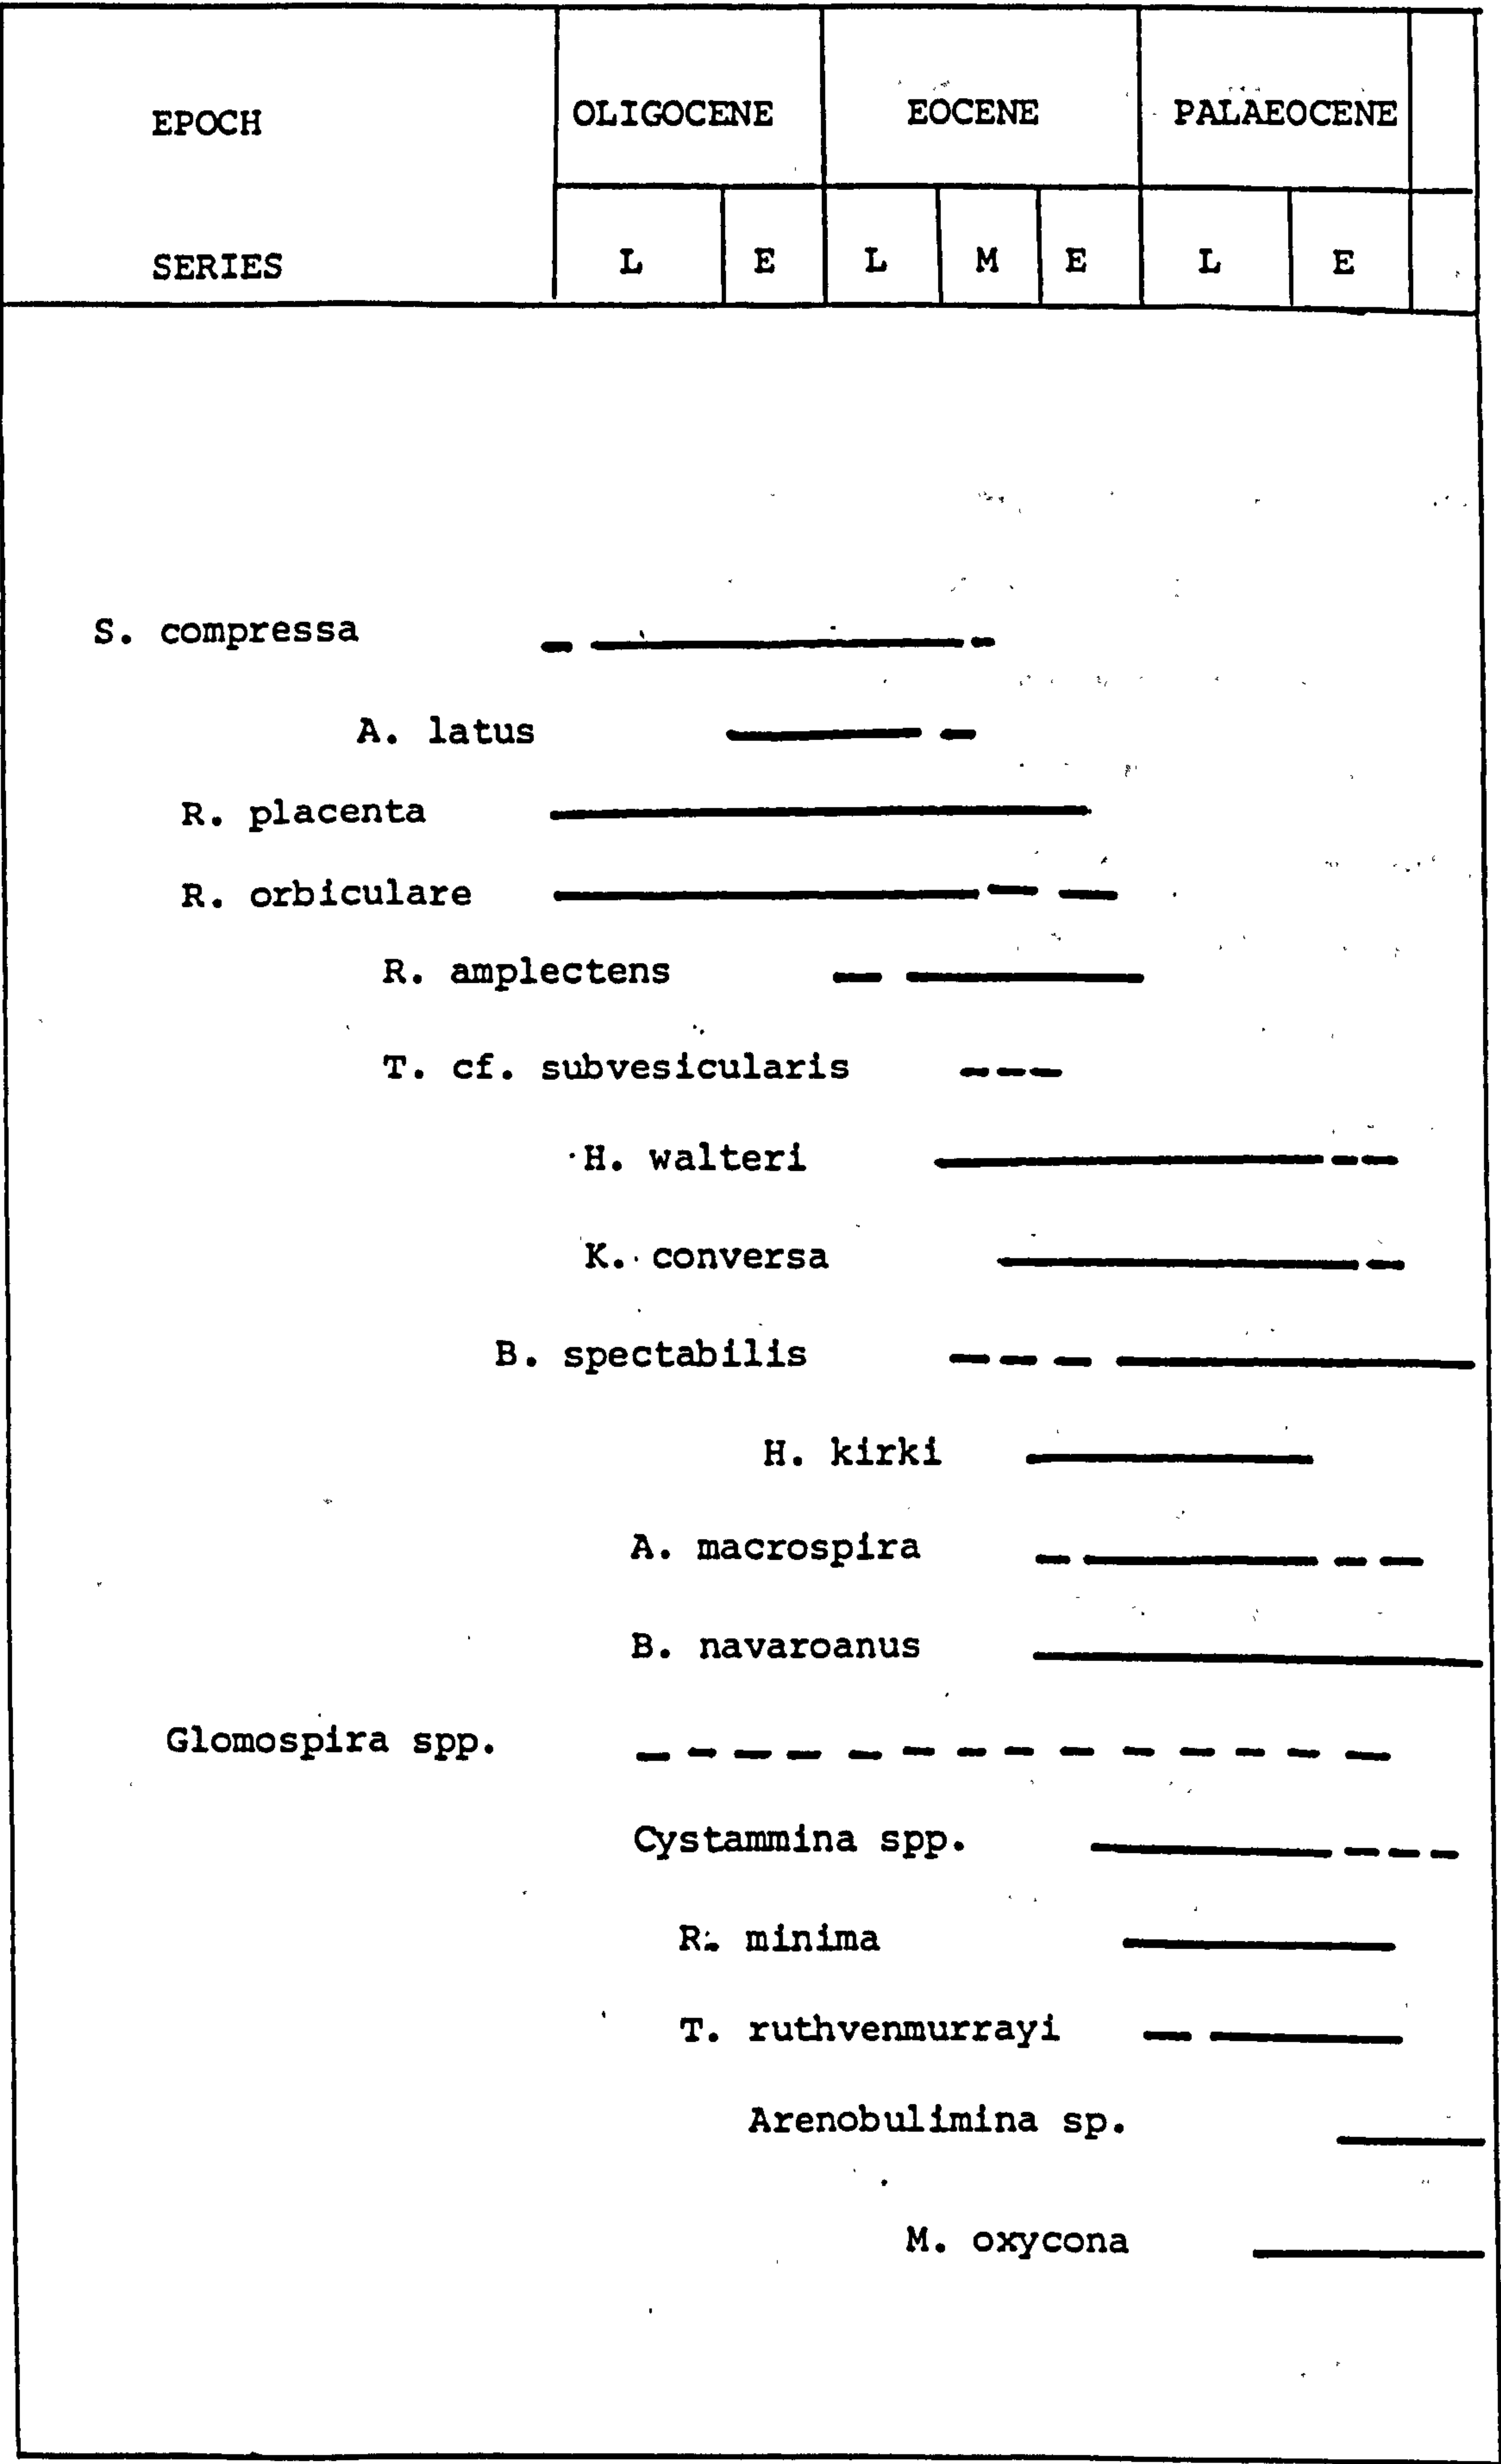 EPOCH OLIGOCENE EOCENE PALAEOCENE
SERIES L E L M E L E
S. compressa
A. latus
R. placenta
R. orbiculare
R. amplectens
T. cf. subvesicularis
H. walteri
K. conversa
B. spectabilis
H. kirki
A. macrospira
B. navaroanus
Glomospira spp.
Cystammina spp.
R. minima
T. ruthvenmurrayi
Arenobulimina sp.
M. oxycona